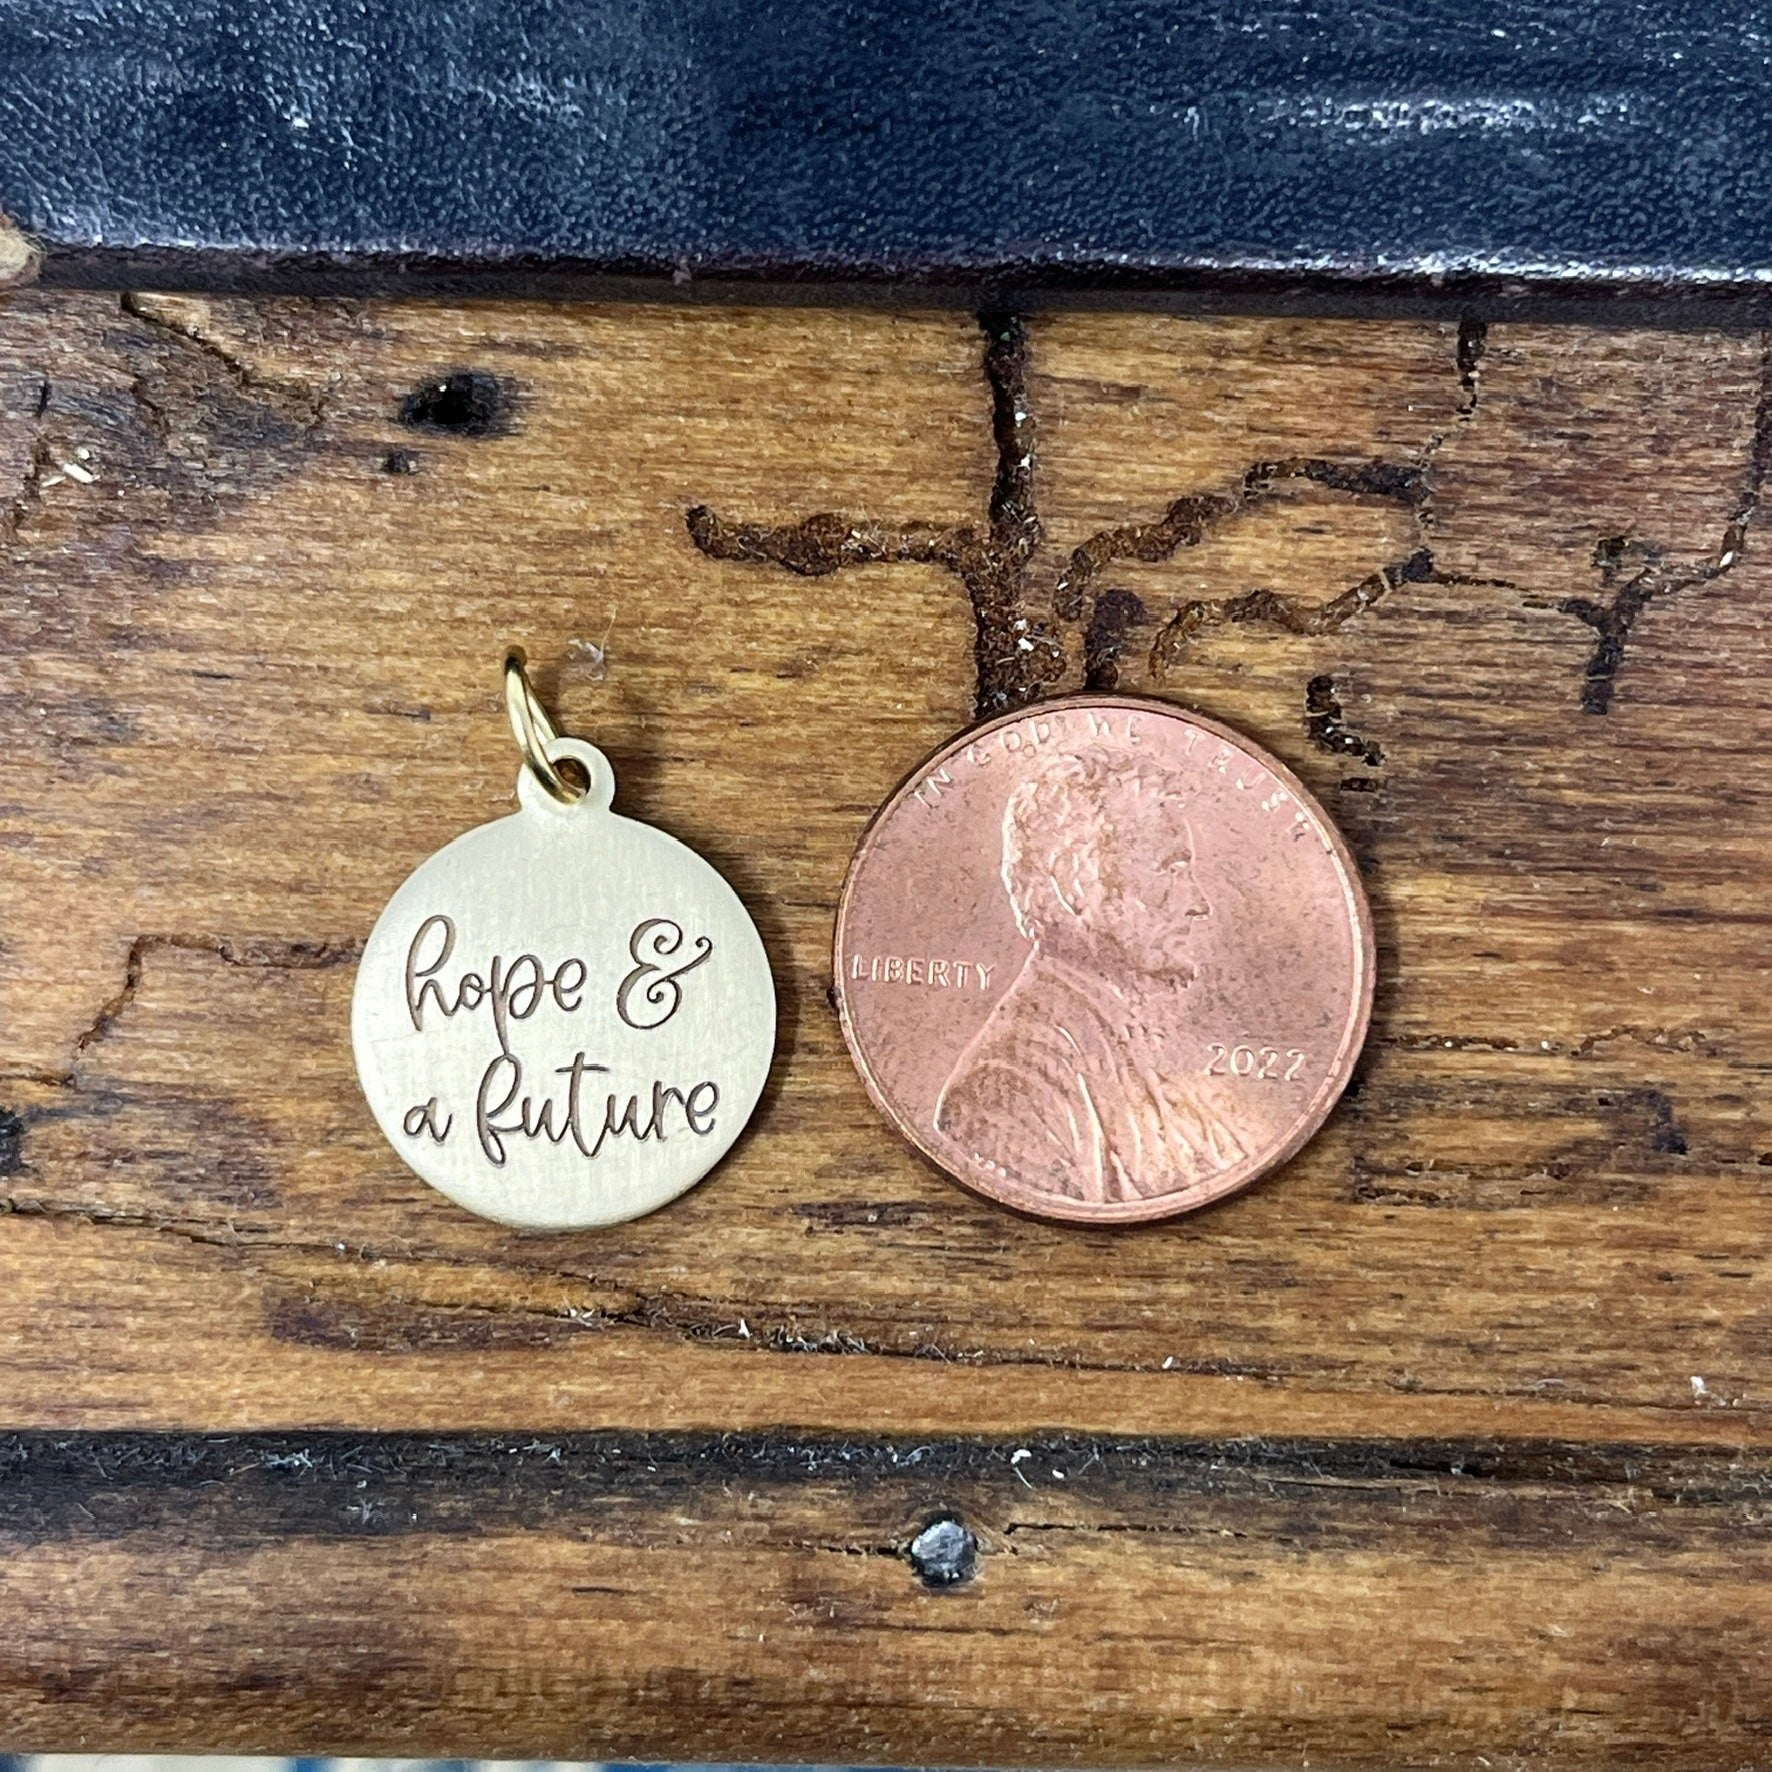 hope &
a future
IN GOD WE TRUST
LIBERTY
2022